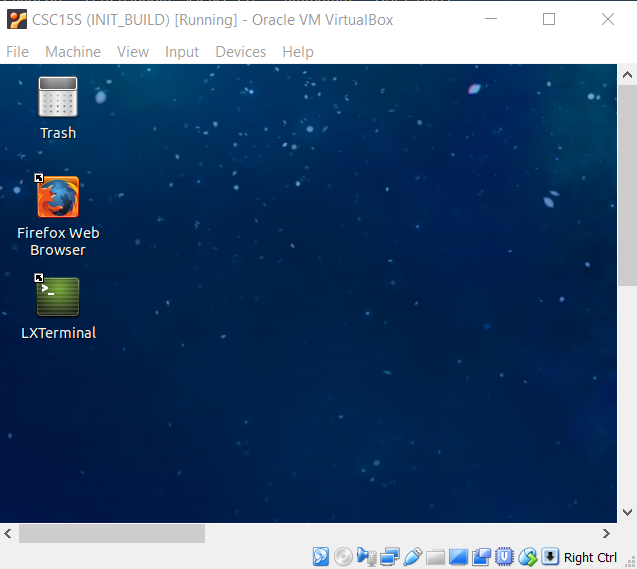 CSC15S (INIT_BUILD) [Running] - Oracle VM VirtualBox
File Machine View Input Devices Help
Trash
Firefox Web
Browser
>_
LXTerminal
Right Ctrl